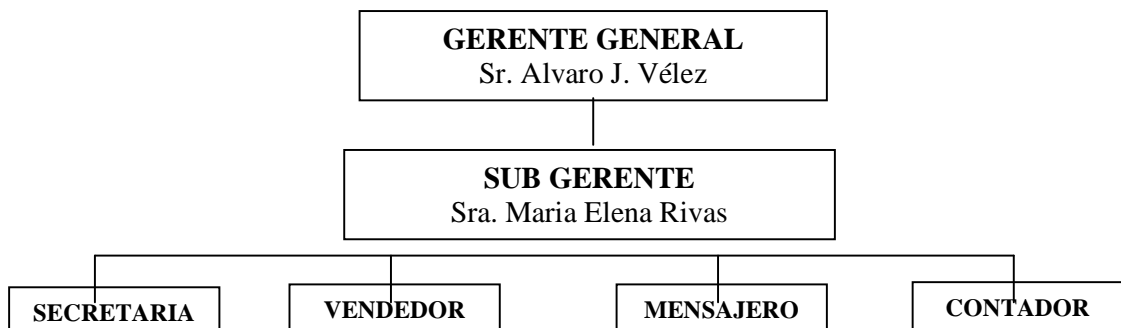 GERENTE GENERAL
Sr. Alvaro J. Vélez
SUB GERENTE
Sra. Maria Elena Rivas
SECRETARIA
VENDEDOR
MENSAJERO
CONTADOR